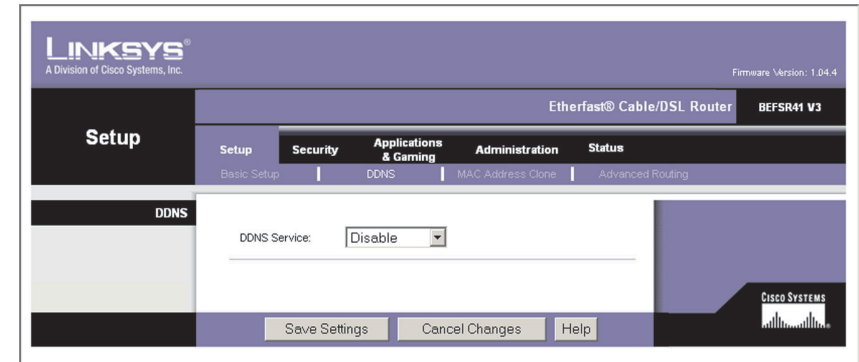 LINKSYS®
A Division of Cisco Systems, Inc.
Firmware Version: 1.04.4
Etherfast® Cable/DSL Router
BEFSR41 V3
Setup
Setup
Security
Applications
& Gaming
Administration
Status
Basic Setup
DDNS
MAC Address Clone
Advanced Routing
DDNS
DDNS Service:
Disable
CISCO SYSTEMS
Save Settings
Cancel Changes
Help